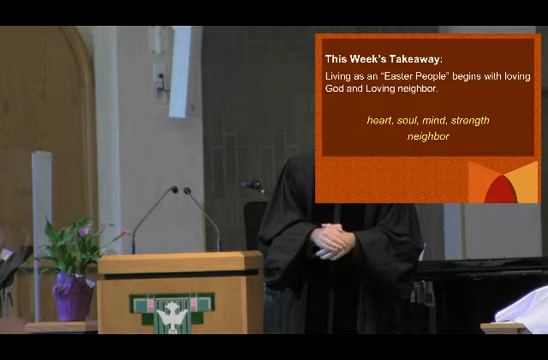 This Week's Takeaway:
Living as an "Easter People" begins with loving
God and Loving neighbor.
heart, soul, mind, strength
neighbor